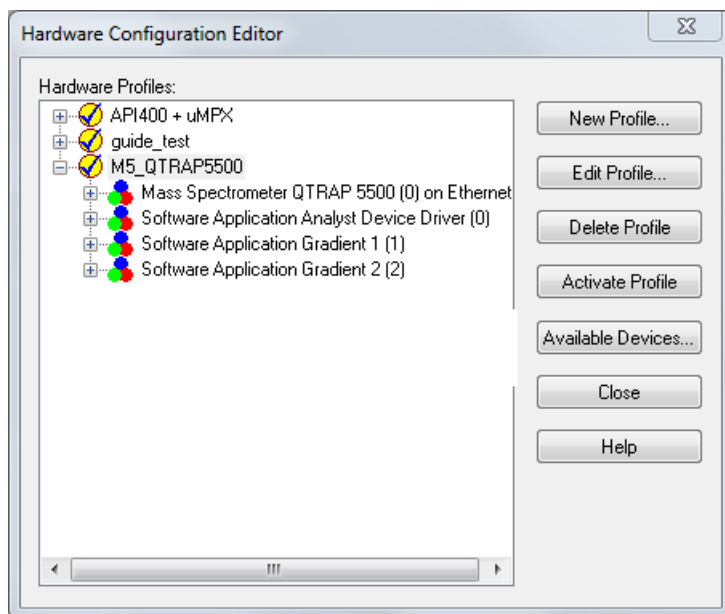 Hardware Configuration Editor
Hardware Profiles:
API400 + uMPX
guide_test
M5_QTRAP5500
Mass Spectrometer QTRAP 5500 (0) on Ethernet
Software Application Analyst Device Driver (0)
Software Application Gradient 1 (1)
Software Application Gradient 2 (2)
New Profile...
Edit Profile...
Delete Profile
Activate Profile
Available Devices...
Close
Help